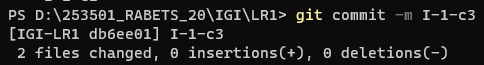 PS D:\253501_RABETS_20\IGI\LR1> git commit -m I-1-c3
[IGI-LR1 db6ee01] I-1-c3
 2 files changed, 0 insertions(+), 0 deletions(-)